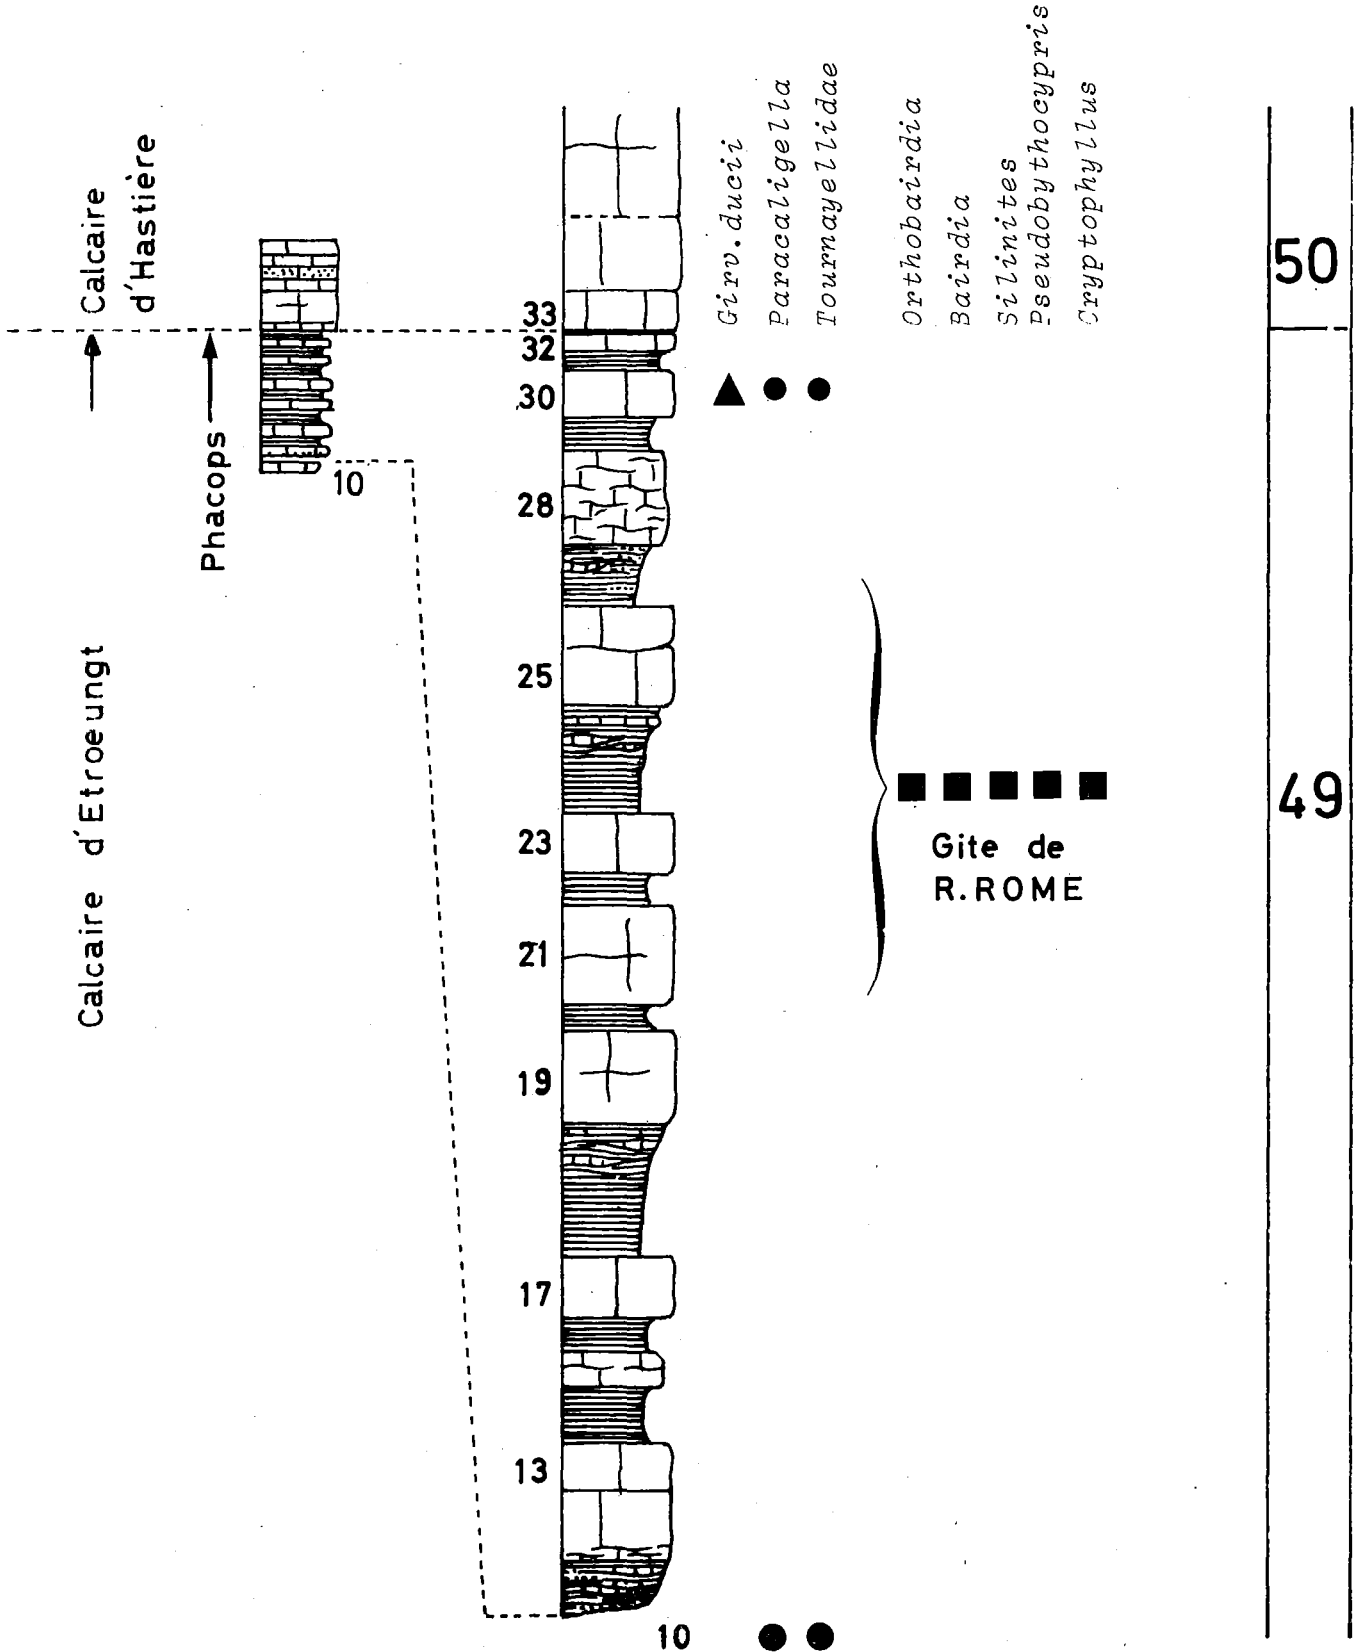 Calcaire
d'Hastière
Phacops
Calcaire d'Etroeungt
10
33
32
30
28
25
23
21
19
17
13
10
Girv.ducii
Paracaligella
Tournayellidae
Orthobairdia
Bairdia
Silinites
Pseudobythocypris
Cryptophyllus
Gite de
R.ROME
50
49